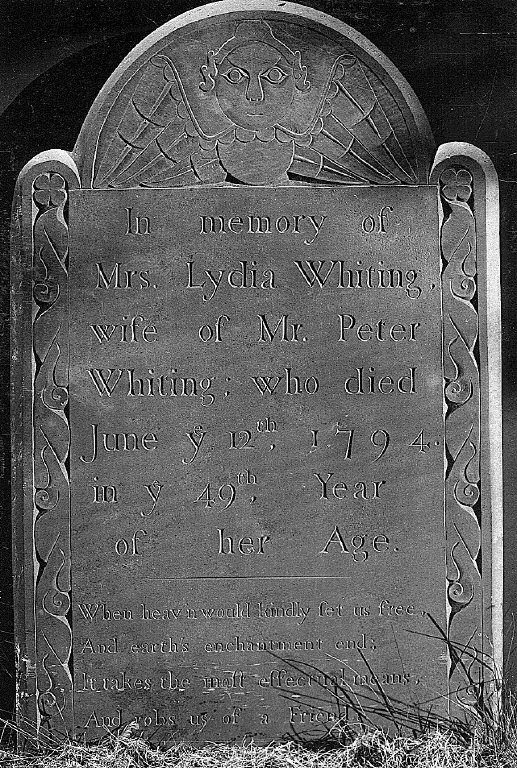 In memory of
Mrs. Lydia Whiting,
wife of Mr. Peter
Whiting; who died
June yͤ 12th, 1794.
in yͤ 49th, Year
of her Age.
When heav'n would kindly ſet us free,
And earth's enchantment end;
It takes the moſt effectual means,
And robs us of a Friend.